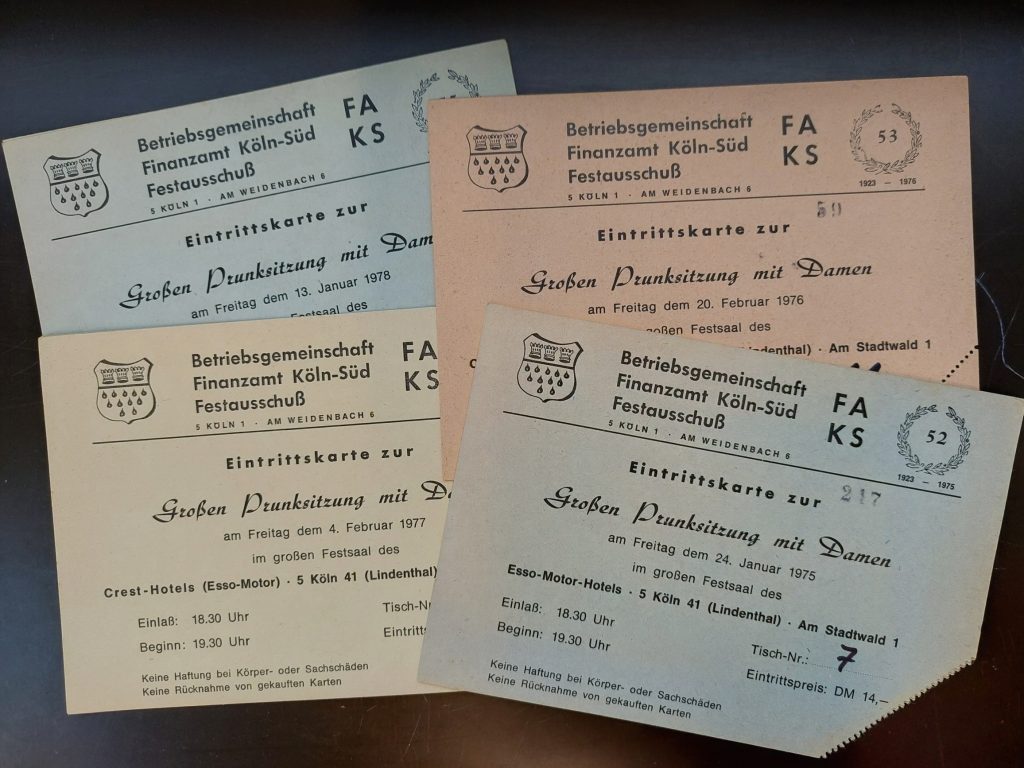 Betriebsgemeinschaft
Finanzamt Köln-Süd
Festausschuß
FA
KS
5 KÖLN 1 · AM WEIDENBACH 6
Eintrittskarte zur
Großen Prunksitzung mit
am Freitag dem 13. Januar 1978
Festsaal des
Betriebsgemeinschaft
Finanzamt Köln-Süd
Festausschuß
FA
KS
53
1923 — 1976
5 KÖLN 1 · AM WEIDENBACH 6
59
Eintrittskarte zur
Großen Prunksitzung mit Damen
am Freitag dem 20. Februar 1976
großen Festsaal des
(Lindenthal) · Am Stadtwald 1
Betriebsgemeinschaft
Finanzamt Köln-Süd
Festausschuß
FA
KS
5 KÖLN 1 · AM WEIDENBACH 6
Eintrittskarte zur
Großen Prunksitzung mit
am Freitag dem 4. Februar 1977
im großen Festsaal des
Crest-Hotels (Esso-Motor) · 5 Köln 41 (Lindenthal)
Einlaß: 18.30 Uhr
Tisch-Nr
Beginn: 19.30 Uhr
Eintritts
Keine Haftung bei Körper- oder Sachschäden
Keine Rücknahme von gekauften Karten
Betriebsgemeinschaft
Finanzamt Köln-Süd
Festausschuß
FA
KS
52
1923 — 1975
5 KÖLN 1 · AM WEIDENBACH 6
Eintrittskarte zur 217
Großen Prunksitzung mit Damen
am Freitag dem 24. Januar 1975
im großen Festsaal des
Esso-Motor-Hotels · 5 Köln 41 (Lindenthal) · Am Stadtwald 1
Einlaß: 18.30 Uhr
Tisch-Nr.: 7
Beginn: 19.30 Uhr
Eintrittspreis: DM 14,—
Keine Haftung bei Körper- oder Sachschäden
Keine Rücknahme von gekauften Karten